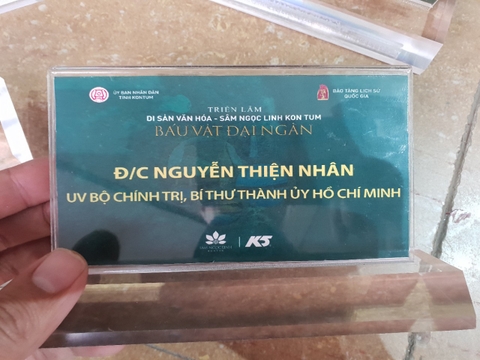 ỦY BAN NHÂN DÂN
TỈNH KON TUM
BẢO TÀNG LỊCH SỬ
QUỐC GIA
TRIỂN LÃM
DI SẢN VĂN HÓA - SÂM NGỌC LINH KON TUM
BÁU VẬT ĐẠI NGÀN
Đ/C NGUYỄN THIỆN NHÂN
UV BỘ CHÍNH TRỊ, BÍ THƯ THÀNH ỦY HỒ CHÍ MINH
K5